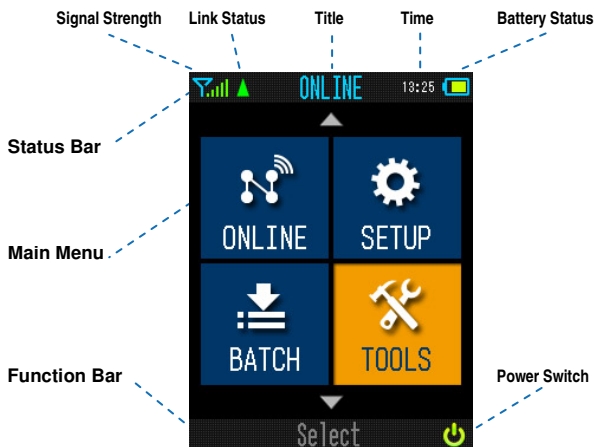 Signal Strength Link Status Title Time Battery Status
ONLINE 13:25
Status Bar
ONLINE SETUP
Main Menu
BATCH TOOLS
Function Bar Power Switch
Select